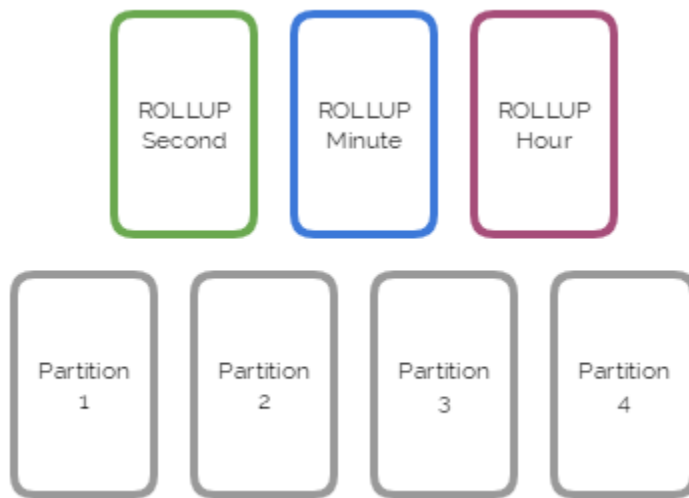 ROLLUP
Second
ROLLUP
Minute
ROLLUP
Hour
Partition
1
Partition
2
Partition
3
Partition
4